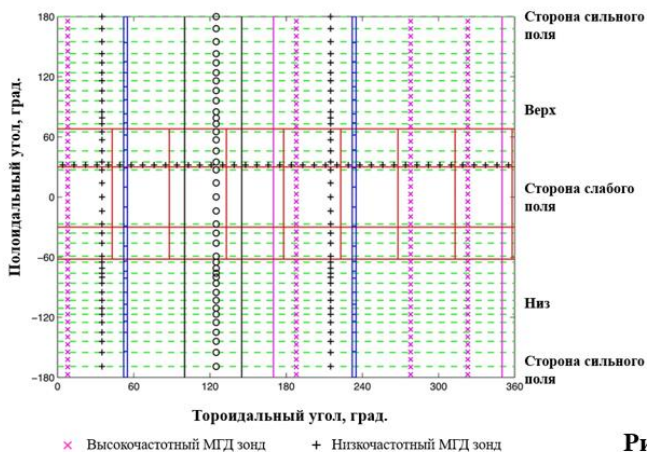 180
120
60
0
−60
−120
−180
Полоидальный угол, град.
0
60
120
180
240
300
360
Тороидальный угол, град.
Сторона сильного
поля
Верх
Сторона слабого
поля
Низ
Сторона сильного
поля
Высокочастотный МГД зонд
Низкочастотный МГД зонд